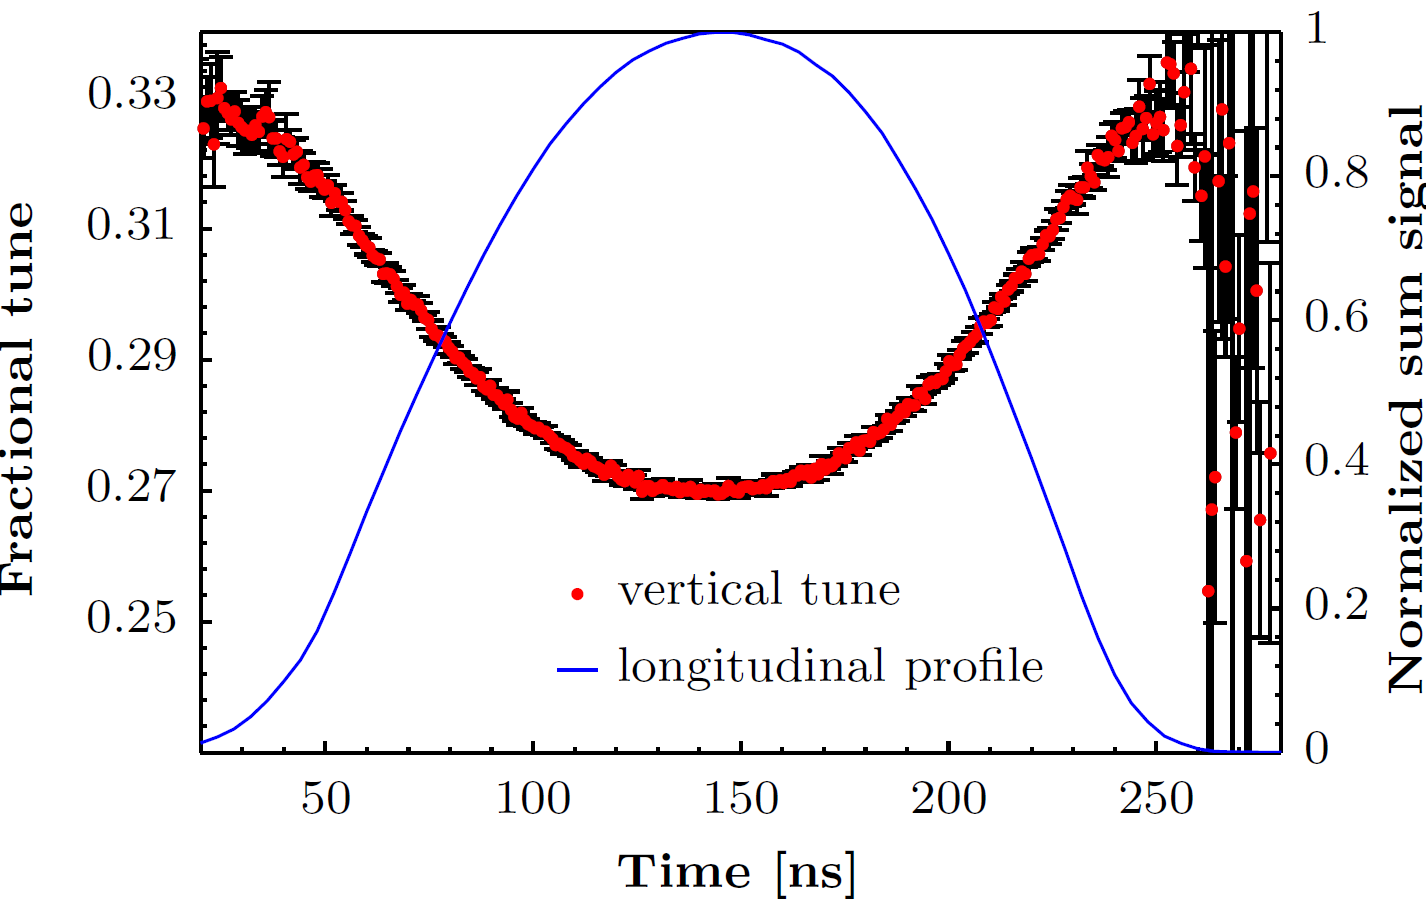 Fractional tune
0.33
0.31
0.29
0.27
0.25
1
0.8
0.6
0.4
0.2
0
Normalized sum signal
vertical tune
longitudinal profile
50 100 150 200 250
Time [ns]